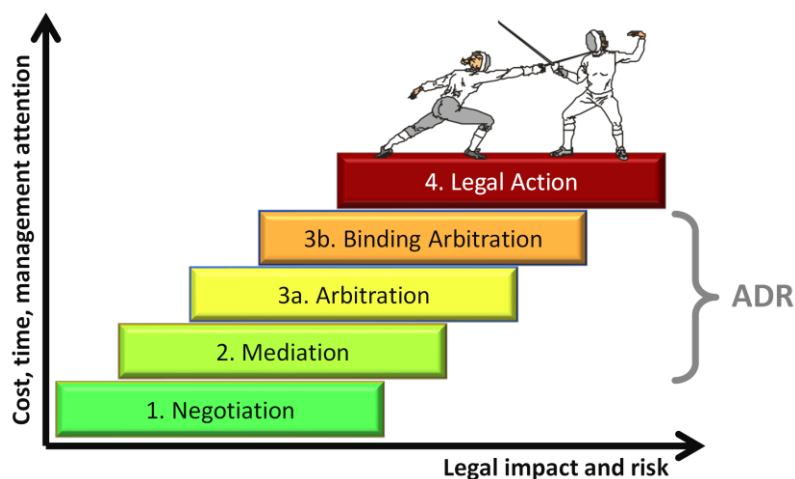 Cost, time, management attention
4. Legal Action
3b. Binding Arbitration
3a. Arbitration
2. Mediation
1. Negotiation
ADR
Legal impact and risk